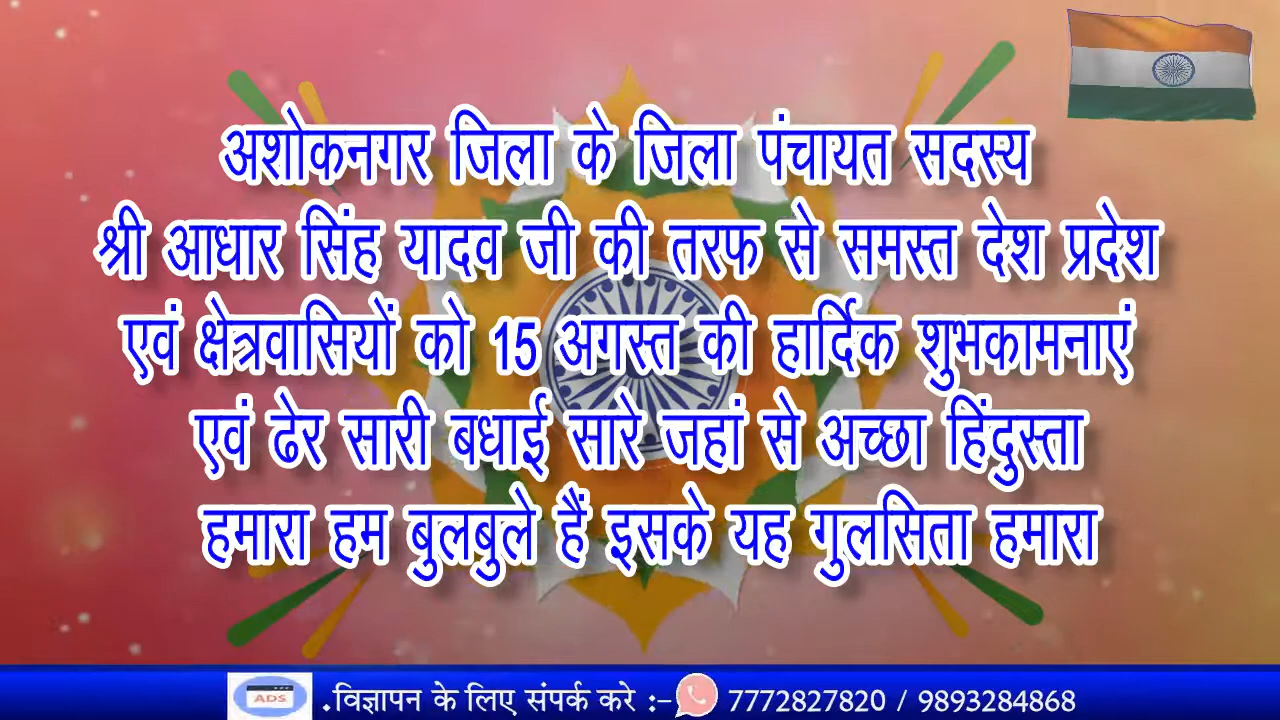 अशोकनगर जिला के जिला पंचायत सदस्य
श्री आधार सिंह यादव जी की तरफ से समस्त देश प्रदेश
एवं क्षेत्रवासियों को 15 अगस्त की हार्दिक शुभकामनाएं
एवं ढेर सारी बधाई सारे जहां से अच्छा हिंदुस्ता
हमारा हम बुलबुले हैं इसके यह गुलसिता हमारा
ADS .विज्ञापन के लिए संपर्क करे :- 7772827820 / 9893284868